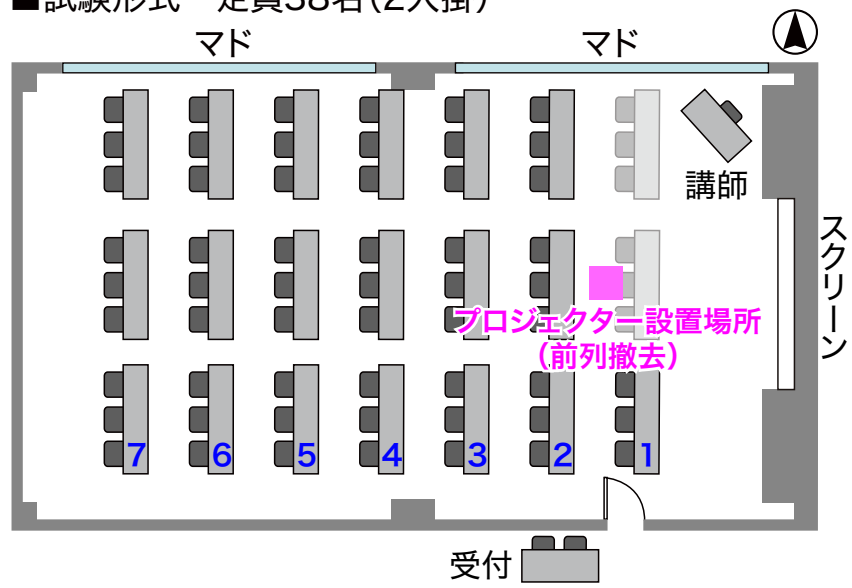 ■試験形式 定員38名(2人掛)
マド
マド
講師
スクリーン
プロジェクター設置場所
(前列撤去)
7 6 5 4 3 2 1
受付